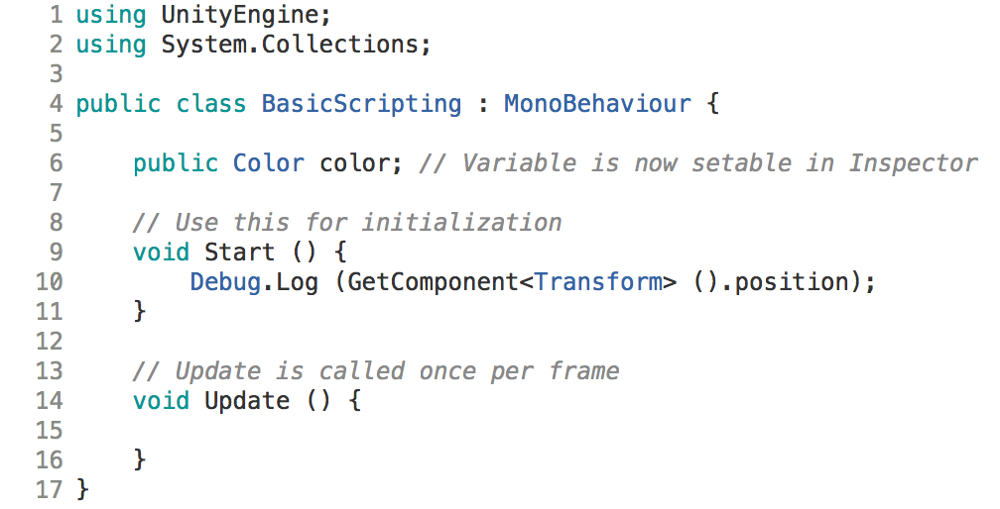 1 using UnityEngine;
2 using System.Collections;
3
4 public class BasicScripting : MonoBehaviour {
5
6     public Color color; // Variable is now setable in Inspector
7
8     // Use this for initialization
9     void Start () {
10         Debug.Log (GetComponent<Transform> ().position);
11     }
12
13     // Update is called once per frame
14     void Update () {
15
16     }
17 }